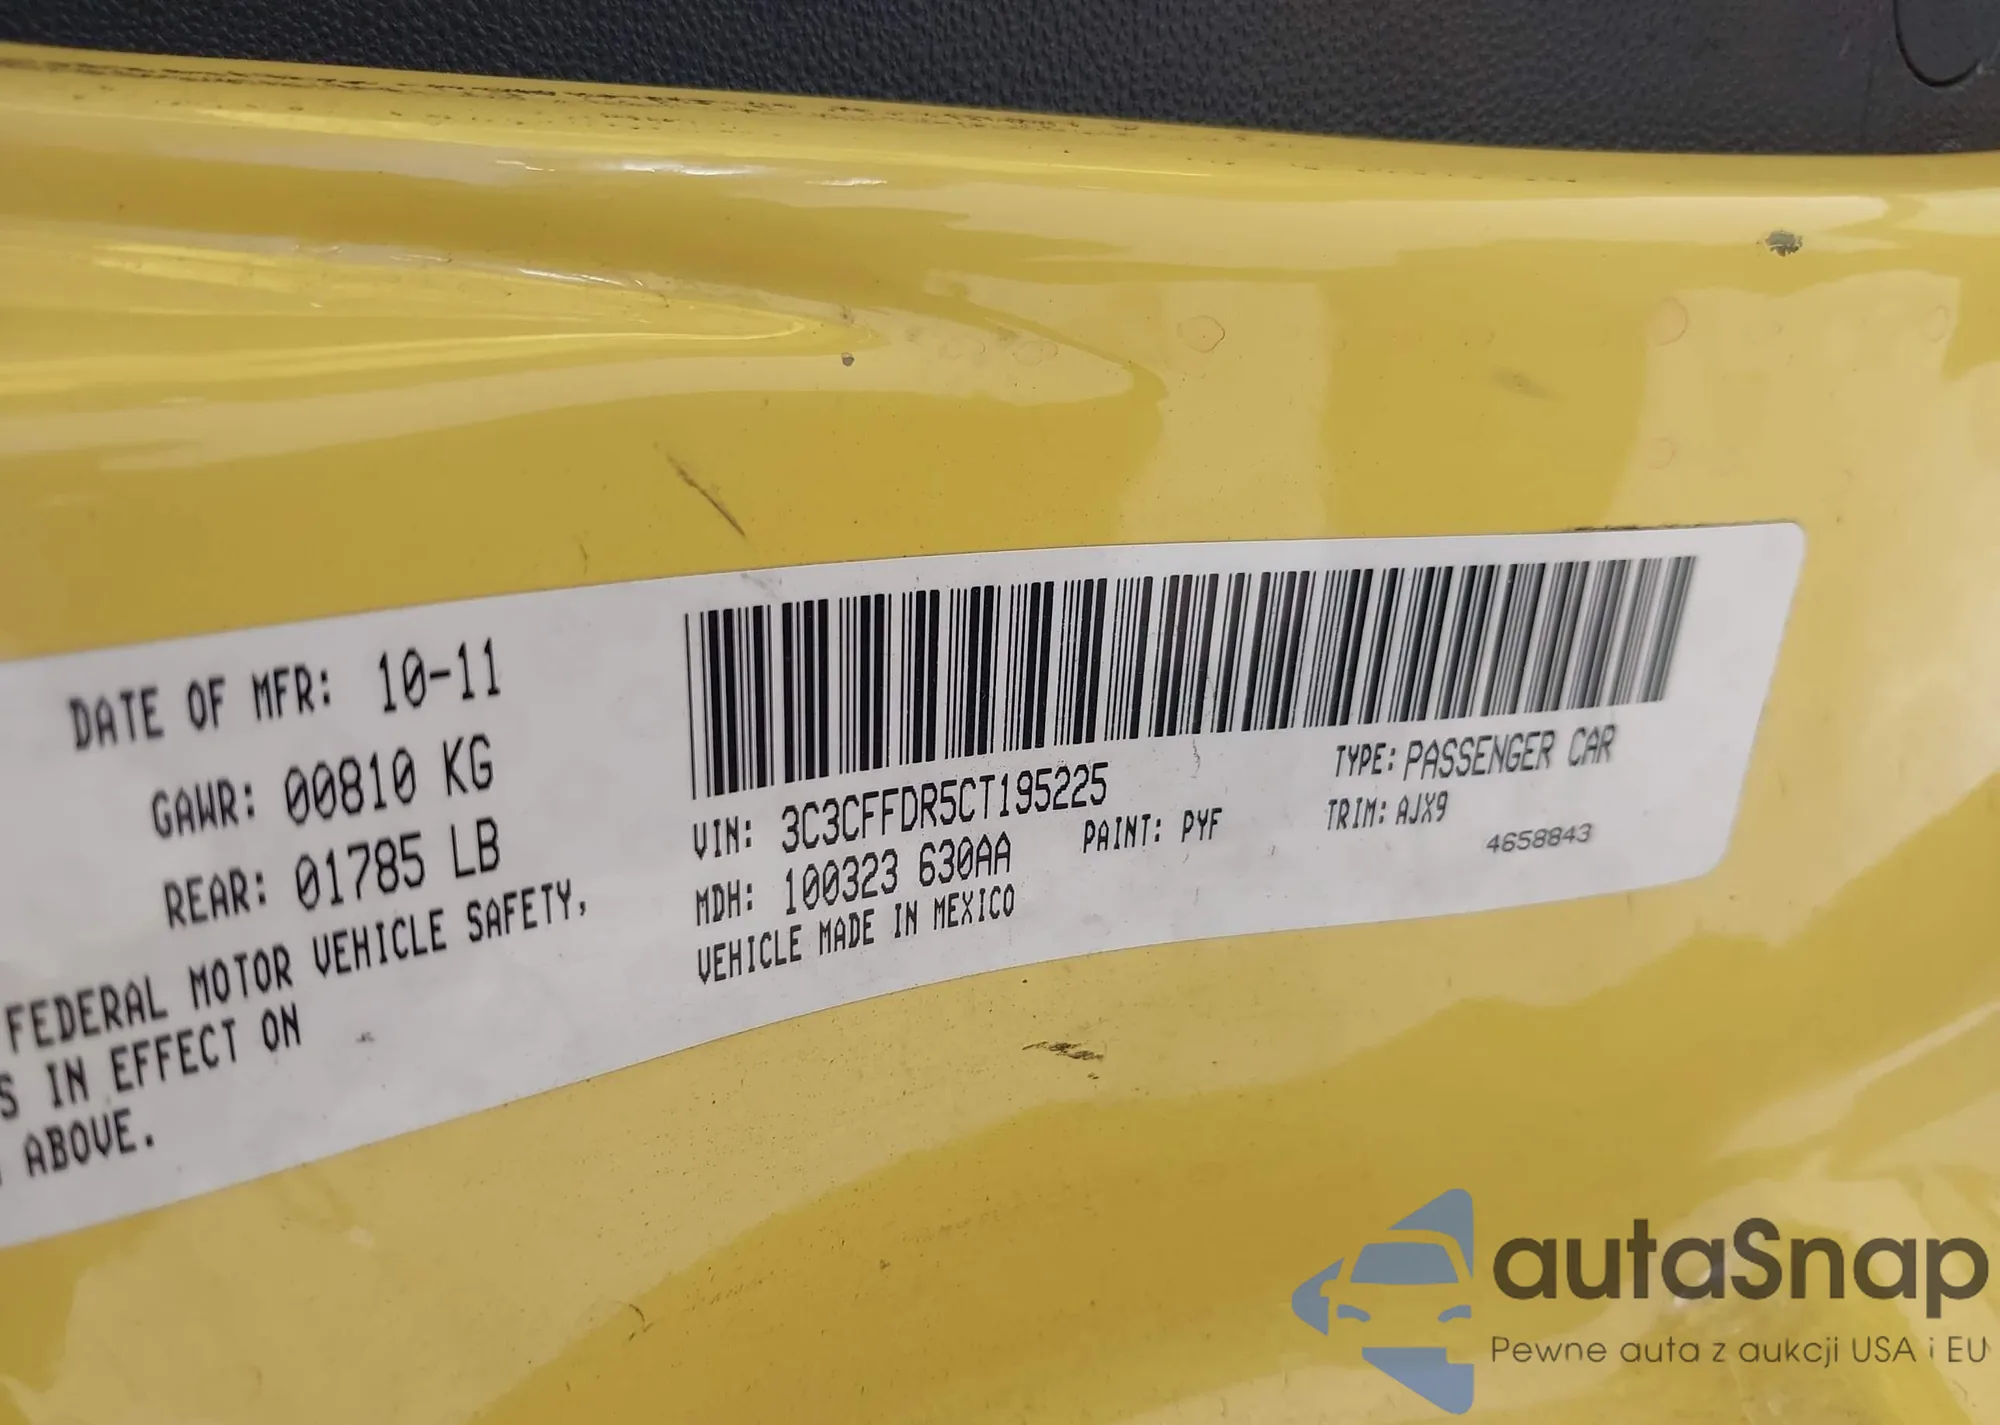 DATE OF MFR: 10-11
GAWR: 00810 KG
REAR: 01785 LB
FEDERAL MOTOR VEHICLE SAFETY,
S IN EFFECT ON
ABOVE.
VIN: 3C3CFFDR5CT195225
TYPE: PASSENGER CAR
MDH: 100323 630AA
PAINT: PYF
TRIM: AJX9
VEHICLE MADE IN MEXICO
4658843
autaSnap
Pewne auta z aukcji USA i EU